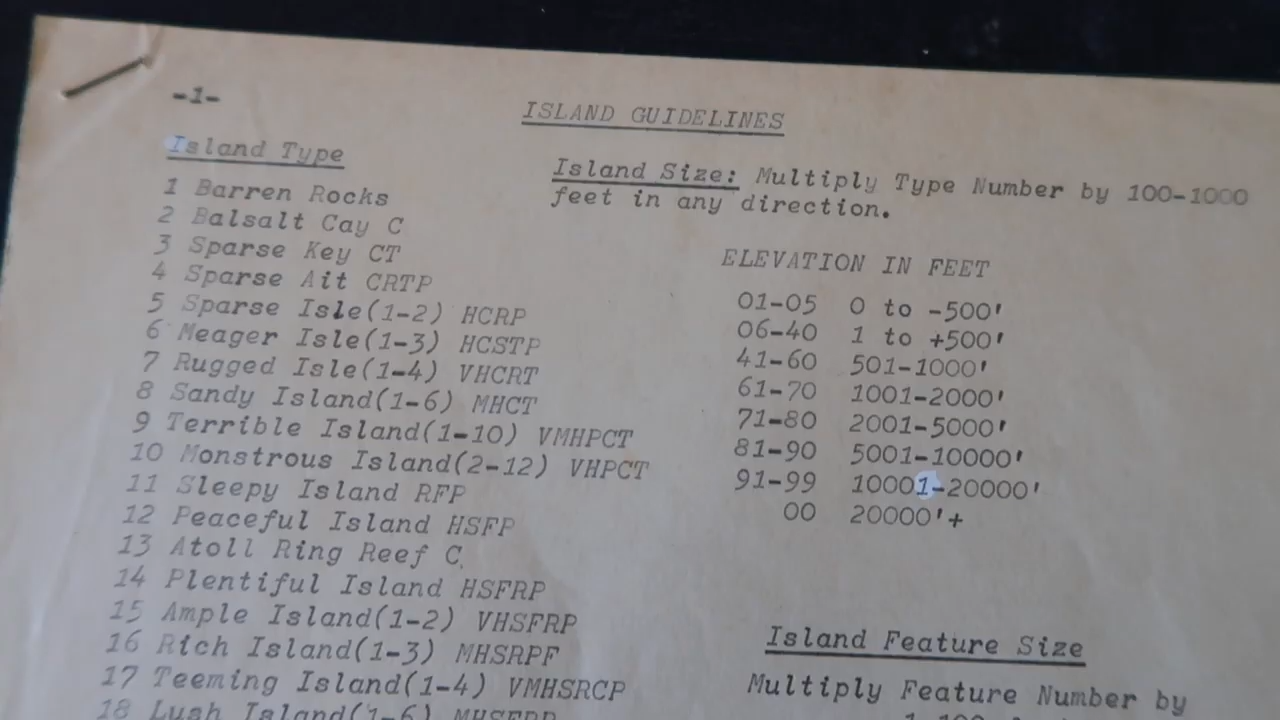 -1-
ISLAND GUIDELINES
Island Type
1 Barren Rocks
2 Balsalt Cay C
3 Sparse Key CT
4 Sparse Ait CRTP
5 Sparse Isle(1-2) HCRP
6 Meager Isle(1-3) HCSTP
7 Rugged Isle(1-4) VHCRT
8 Sandy Island(1-6) MHCT
9 Terrible Island(1-10) VMHPCT
10 Monstrous Island(2-12) VHPCT
11 Sleepy Island RFP
12 Peaceful Island HSFP
13 Atoll Ring Reef C
14 Plentiful Island HSFRP
15 Ample Island(1-2) VHSFRP
16 Rich Island(1-3) MHSRPF
17 Teeming Island(1-4) VMHSRCP
18 Lush Island(1-6)
Island Size: Multiply Type Number by 100-1000
feet in any direction.
ELEVATION IN FEET
01-05 0 to -500'
06-40 1 to +500'
41-60 501-1000'
61-70 1001-2000'
71-80 2001-5000'
81-90 5001-10000'
91-99 10001-20000'
00 20000'+
Island Feature Size
Multiply Feature Number by